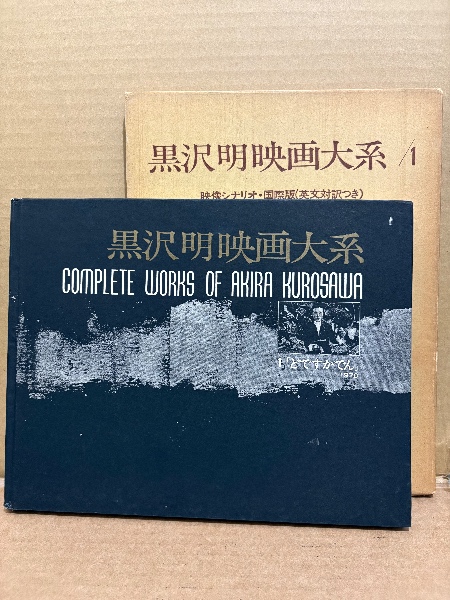 黒沢明映画大系 /1
映像シナリオ・国際版(英文対訳つき)
黒沢明映画大系
COMPLETE WORKS OF AKIRA KUROSAWA
どですかでん